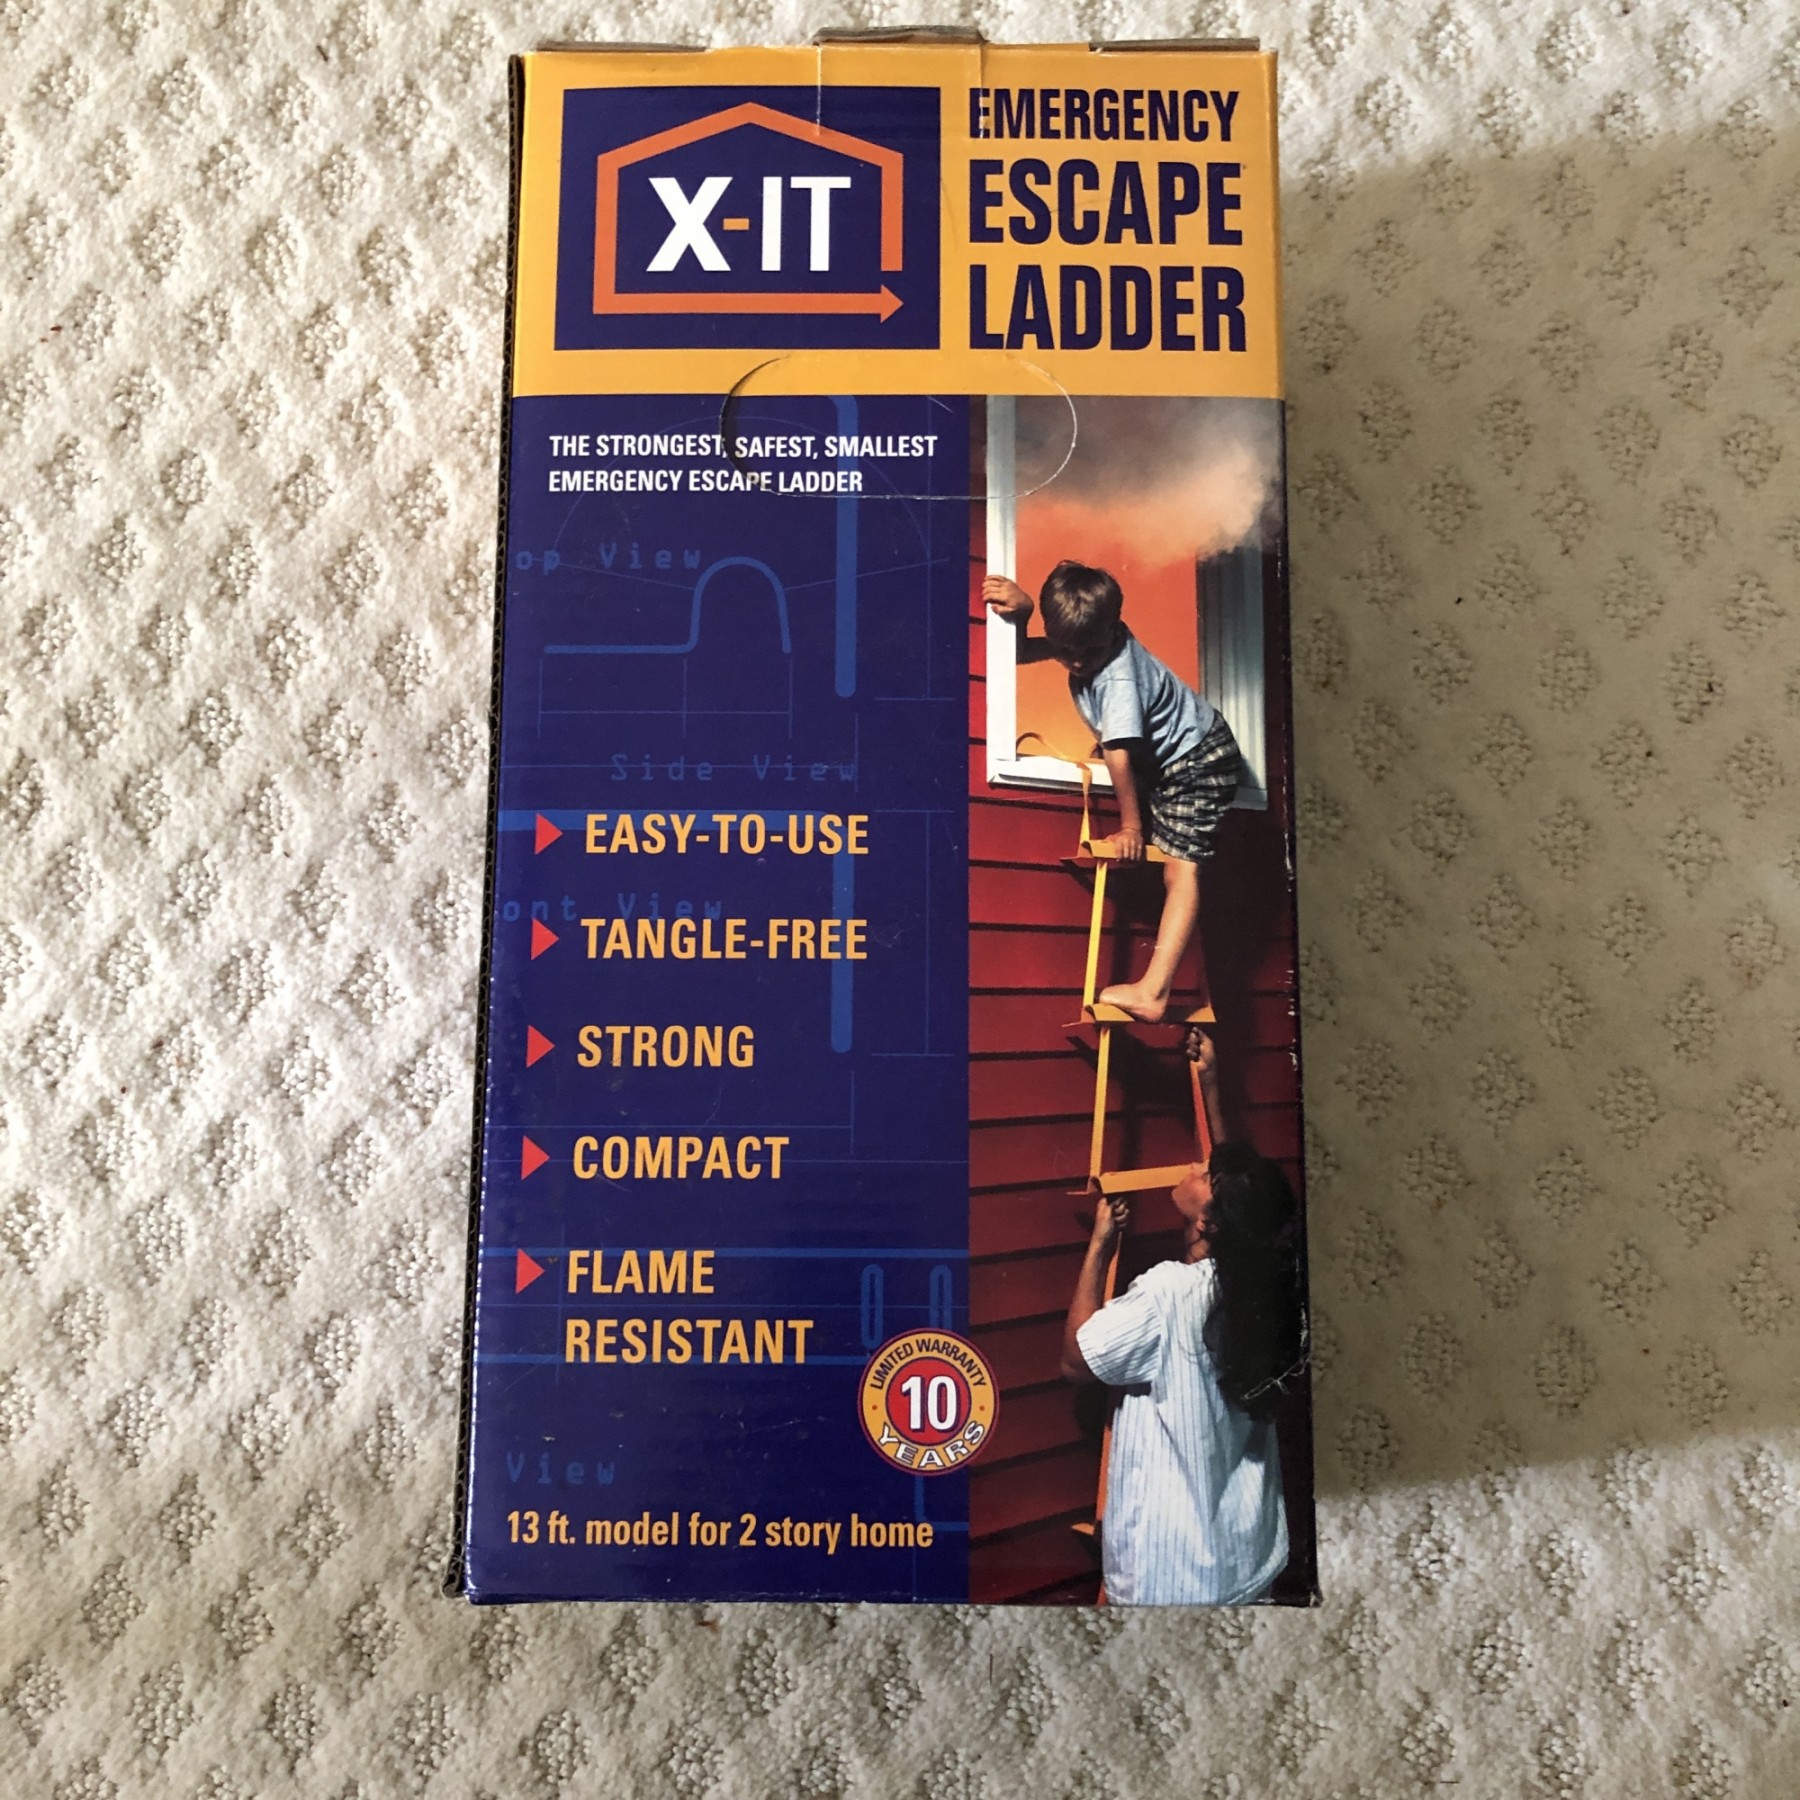 X-IT
EMERGENCY
ESCAPE
LADDER
THE STRONGEST, SAFEST, SMALLEST
EMERGENCY ESCAPE LADDER
op View
Side View
EASY-TO-USE
ont View
TANGLE-FREE
STRONG
COMPACT
FLAME
RESISTANT
LIMITED WARRANTY
10
YEARS
View
13 ft. model for 2 story home